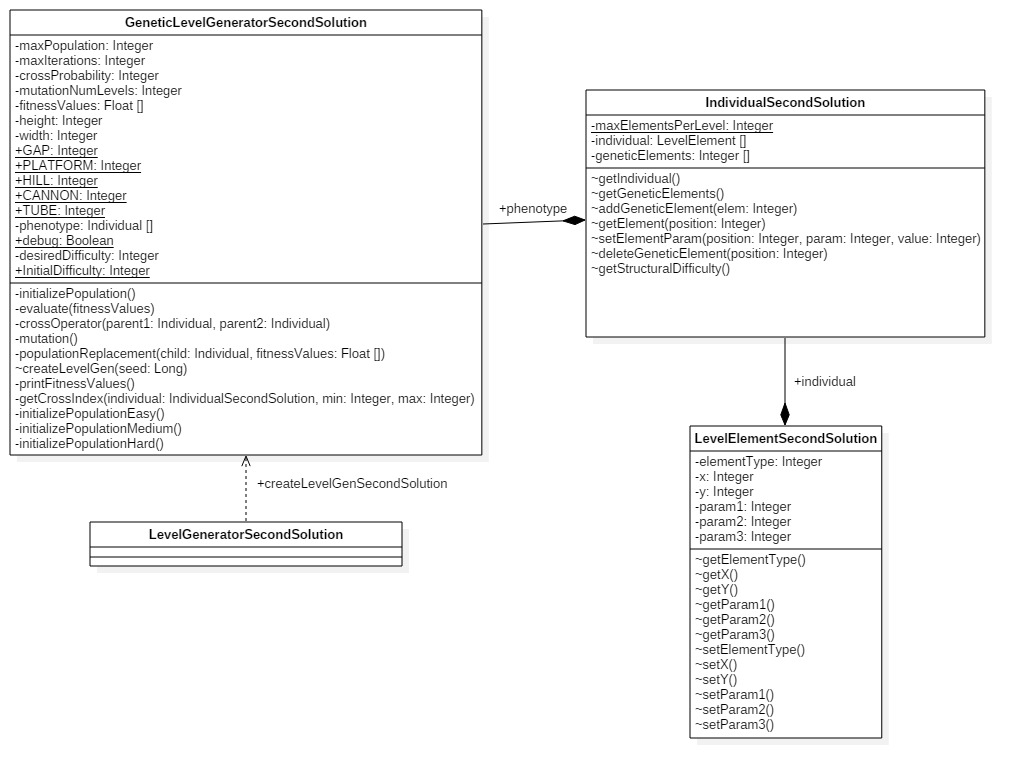 GeneticLevelGeneratorSecondSolution
-maxPopulation: Integer
-maxIterations: Integer
-crossProbability: Integer
-mutationNumLevels: Integer
-fitnessValues: Float []
-height: Integer
-width: Integer
+GAP: Integer
+PLATFORM: Integer
+HILL: Integer
+CANNON: Integer
+TUBE: Integer
-phenotype: Individual []
+debug: Boolean
-desiredDifficulty: Integer
+InitialDifficulty: Integer
-initializePopulation()
-evaluate(fitnessValues)
-crossOperator(parent1: Individual, parent2: Individual)
-mutation()
-populationReplacement(child: Individual, fitnessValues: Float [])
~createLevelGen(seed: Long)
-printFitnessValues()
-getCrossIndex(individual: IndividualSecondSolution, min: Integer, max: Integer)
-initializePopulationEasy()
-initializePopulationMedium()
-initializePopulationHard()
+phenotype
IndividualSecondSolution
-maxElementsPerLevel: Integer
-individual: LevelElement []
-geneticElements: Integer []
~getIndividual()
~getGeneticElements()
~addGeneticElement(elem: Integer)
~getElement(position: Integer)
~setElementParam(position: Integer, param: Integer, value: Integer)
~deleteGeneticElement(position: Integer)
~getStructuralDifficulty()
+individual
+createLevelGenSecondSolution
LevelGeneratorSecondSolution
LevelElementSecondSolution
-elementType: Integer
-x: Integer
-y: Integer
-param1: Integer
-param2: Integer
-param3: Integer
~getElementType()
~getX()
~getY()
~getParam1()
~getParam2()
~getParam3()
~setElementType()
~setX()
~setY()
~setParam1()
~setParam2()
~setParam3()